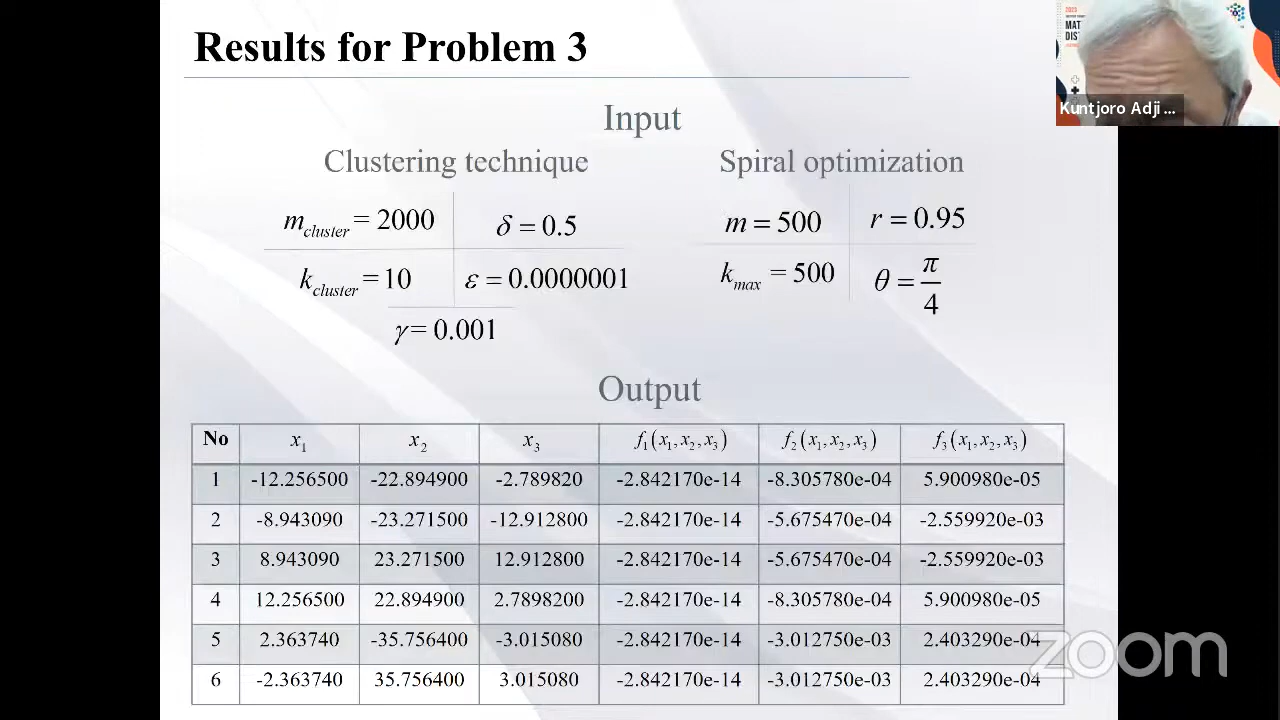 Results for Problem 3
2023
MAT
DIS
Kuntjoro Adji ...
Input
Clustering technique
Spiral optimization
m_cluster = 2000
δ = 0.5
m = 500
r = 0.95
k_cluster = 10
ε = 0.0000001
k_max = 500
θ = π/4
γ = 0.001
Output
No x₁ x₂ x₃ f₁(x₁,x₂,x₃) f₂(x₁,x₂,x₃) f₃(x₁,x₂,x₃)
1 -12.256500 -22.894900 -2.789820 -2.842170e-14 -8.305780e-04 5.900980e-05
2 -8.943090 -23.271500 -12.912800 -2.842170e-14 -5.675470e-04 -2.559920e-03
3 8.943090 23.271500 12.912800 -2.842170e-14 -5.675470e-04 -2.559920e-03
4 12.256500 22.894900 2.7898200 -2.842170e-14 -8.305780e-04 5.900980e-05
5 2.363740 -35.756400 -3.015080 -2.842170e-14 -3.012750e-03 2.403290e-04
6 -2.363740 35.756400 3.015080 -2.842170e-14 -3.012750e-03 2.403290e-04
zoom